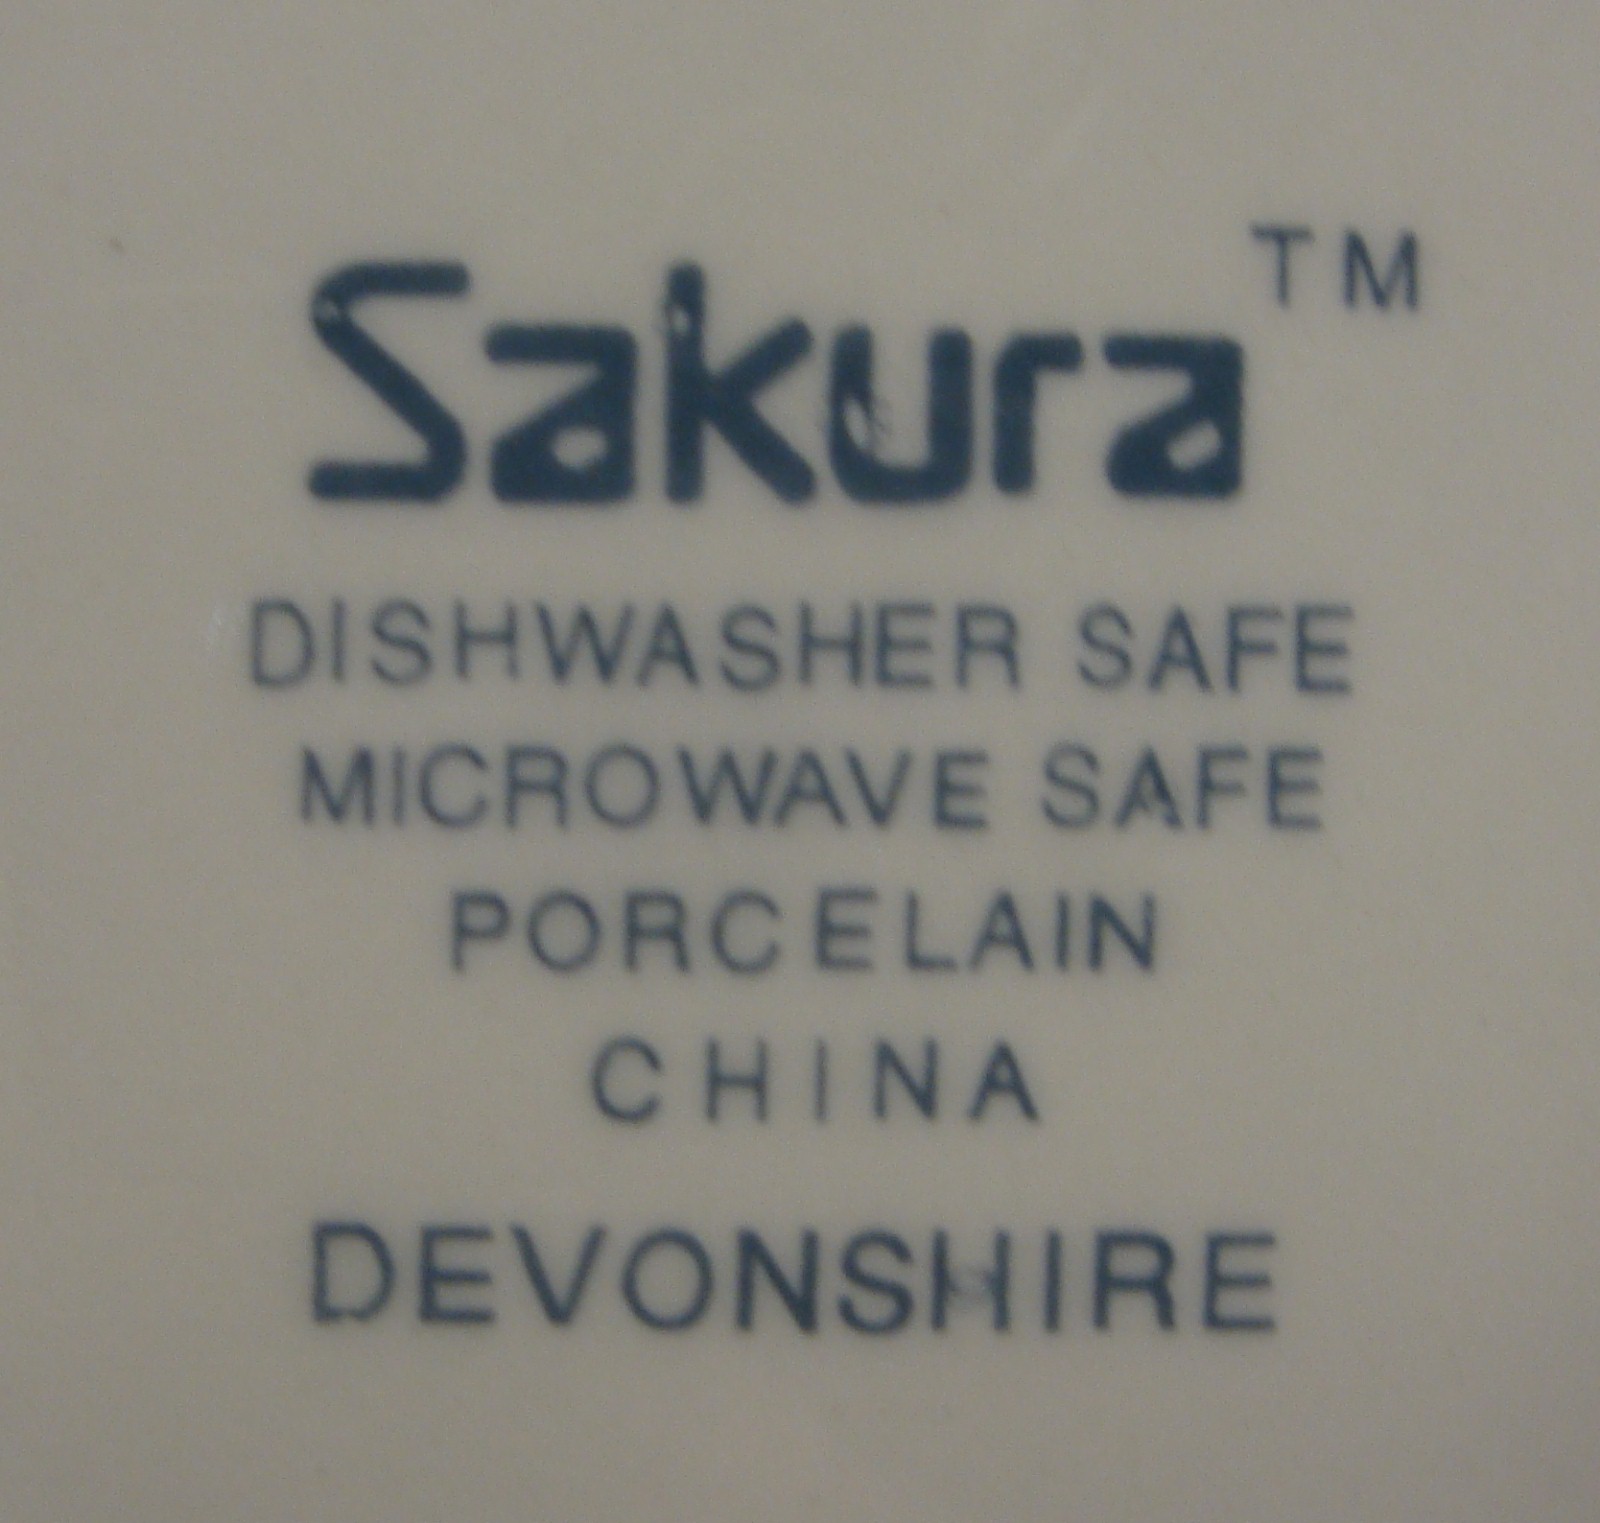 Sakura™
DISHWASHER SAFE
MICROWAVE SAFE
PORCELAIN
CHINA
DEVONSHIRE